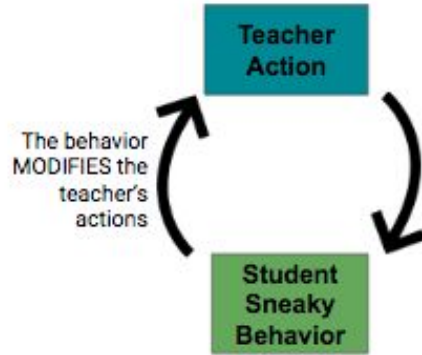 Teacher
Action
The behavior
MODIFIES the
teacher's
actions
Student
Sneaky
Behavior